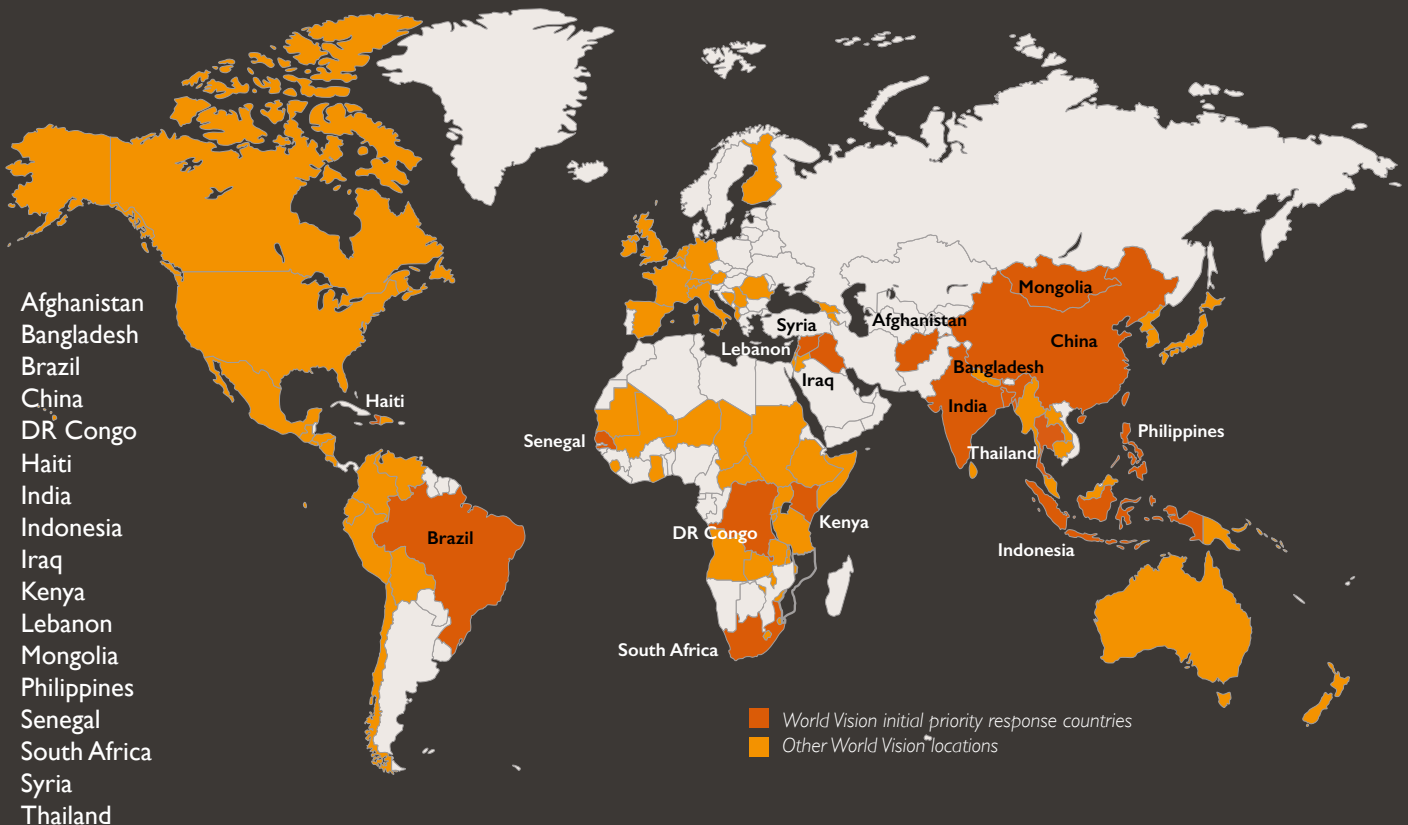 Afghanistan
Bangladesh
Brazil
China
DR Congo
Haiti
India
Indonesia
Iraq
Kenya
Lebanon
Mongolia
Philippines
Senegal
South Africa
Syria
Thailand
Mongolia
Afghanistan
Syria
China
Lebanon
Bangladesh
Iraq
Haiti
India
Philippines
Senegal
Thailand
Kenya
DR Congo
Brazil
Indonesia
South Africa
World Vision initial priority response countries
Other World Vision locations